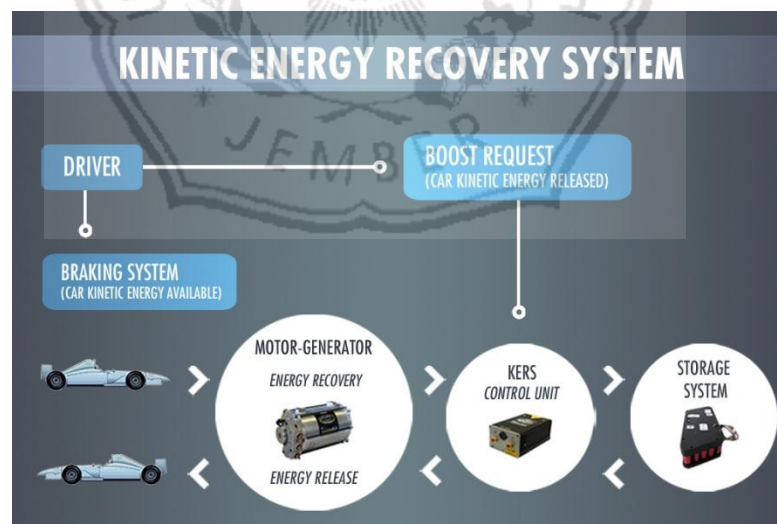 KINETIC ENERGY RECOVERY SYSTEM
JEMBER
DRIVER
BOOST REQUEST
(CAR KINETIC ENERGY RELEASED)
BRAKING SYSTEM
(CAR KINETIC ENERGY AVAILABLE)
MOTOR-GENERATOR
ENERGY RECOVERY
ENERGY RELEASE
KERS
CONTROL UNIT
STORAGE
SYSTEM